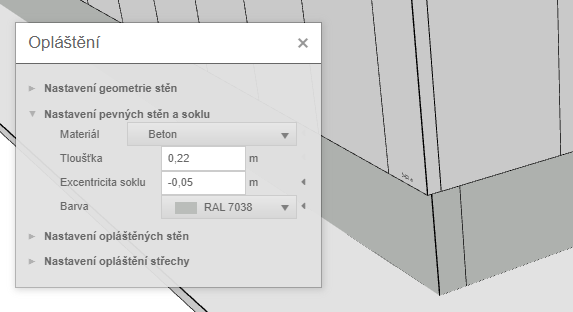 Opláštění
Nastavení geometrie stěn
Nastavení pevných stěn a soklu
Materiál Beton
Tloušťka 0,22 m
Excentricita soklu -0,05 m
Barva RAL 7038
Nastavení opláštěných stěn
Nastavení opláštění střechy